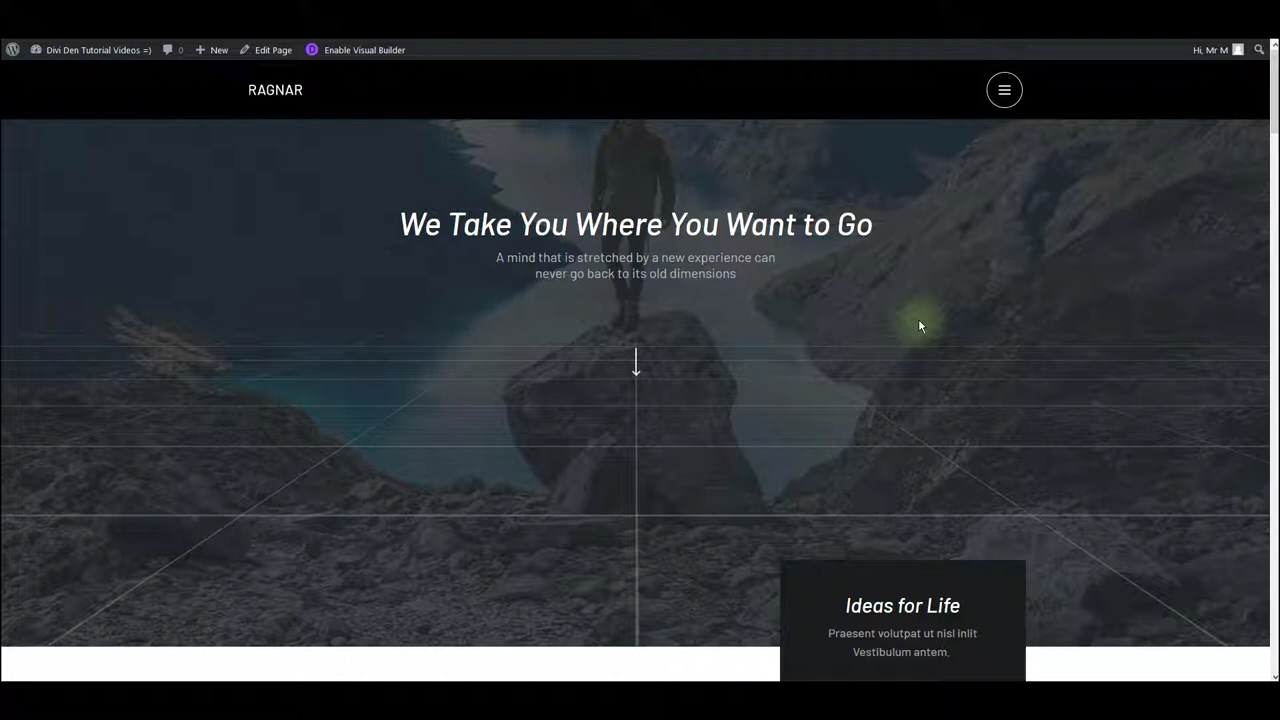 Divi Den Tutorial Videos =) 0 New Edit Page Enable Visual Builder Hi, Mr M
RAGNAR
We Take You Where You Want to Go
A mind that is stretched by a new experience can
never go back to its old dimensions
Ideas for Life
Praesent volutpat ut nisl inlit
Vestibulum antem.